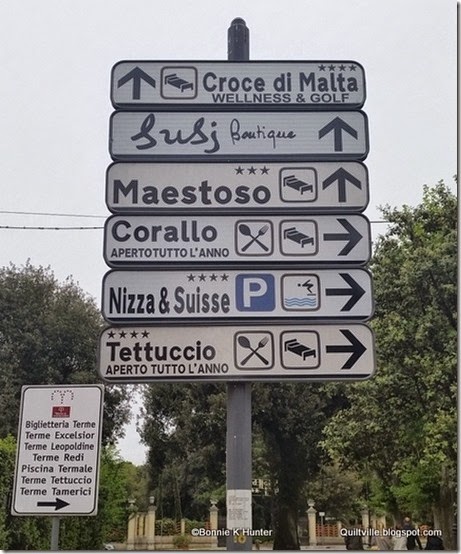 Croce di Malta
WELLNESS & GOLF
Susj Boutique
Maestoso
Corallo
APERTO TUTTO L'ANNO
Nizza & Suisse P
Tettuccio
APERTO TUTTO L'ANNO
Biglietteria Terme
Terme Excelsior
Terme Leopoldine
Terme Redi
Piscina Termale
Terme Tettuccio
Terme Tamerici
©Bonnie K Hunter
Quiltville.blogspot.com